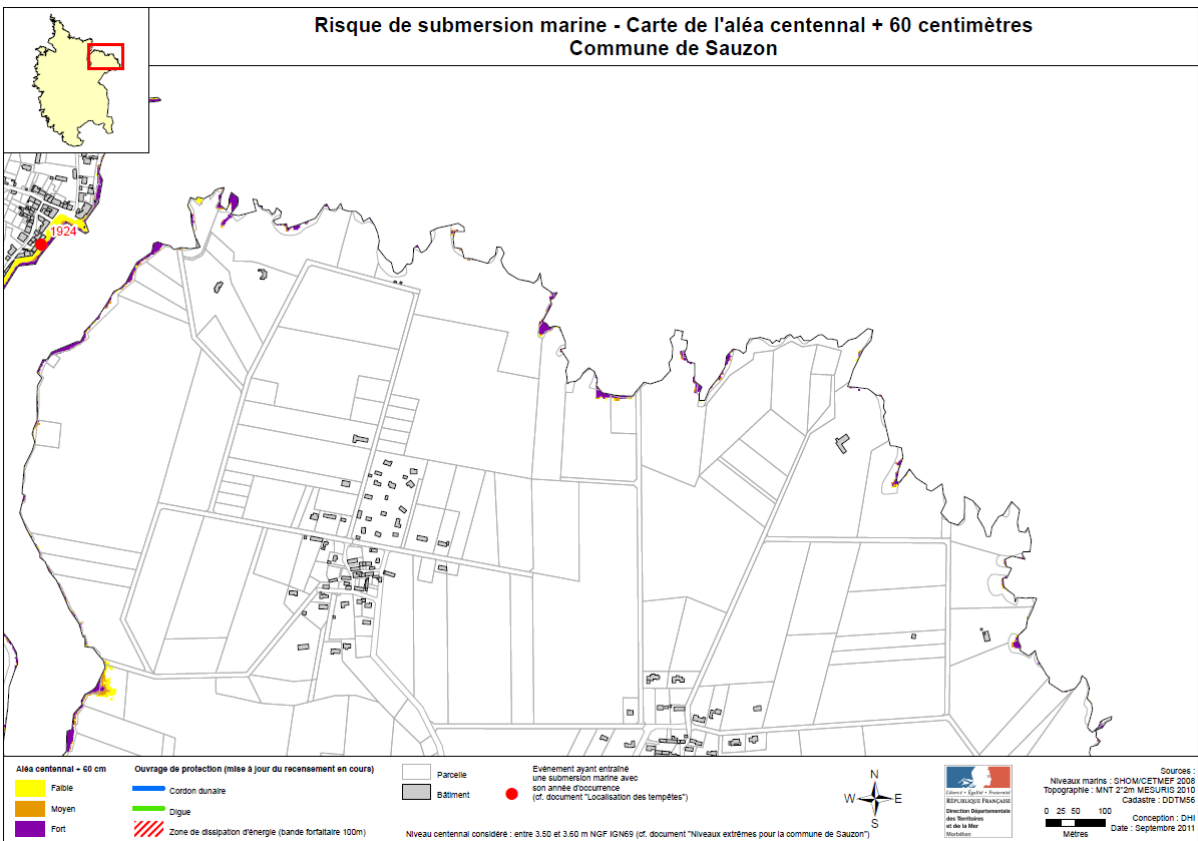 Risque de submersion marine - Carte de l'aléa centennal + 60 centimètres
Commune de Sauzon
1924
Aléa centennal + 60 cm
Faible
Moyen
Fort
Ouvrage de protection (mise à jour du recensement en cours)
Cordon dunaire
Digue
Zone de dissipation d'énergie (bande forfaitaire 100m)
Parcelle
Bâtiment
Evènement ayant entraîné
une submersion marine avec
son année d'occurrence
(cf. document "Localisation des tempêtes")
Niveau centennal considéré : entre 3.50 et 3.60 m NGF IGN69 (cf. document "Niveaux extrêmes pour la commune de Sauzon")
N
W E
S
Liberté • Égalité • Fraternité
RÉPUBLIQUE FRANÇAISE
Direction Départementale
des Territoires
et de la Mer
Morbihan
Sources :
Niveaux marins : SHOM/CETMEF 2008
Topographie : MNT 2*2m MESURIS 2010
Cadastre : DDTM56
0 25 50 100
Mètres
Conception : DHI
Date : Septembre 2011